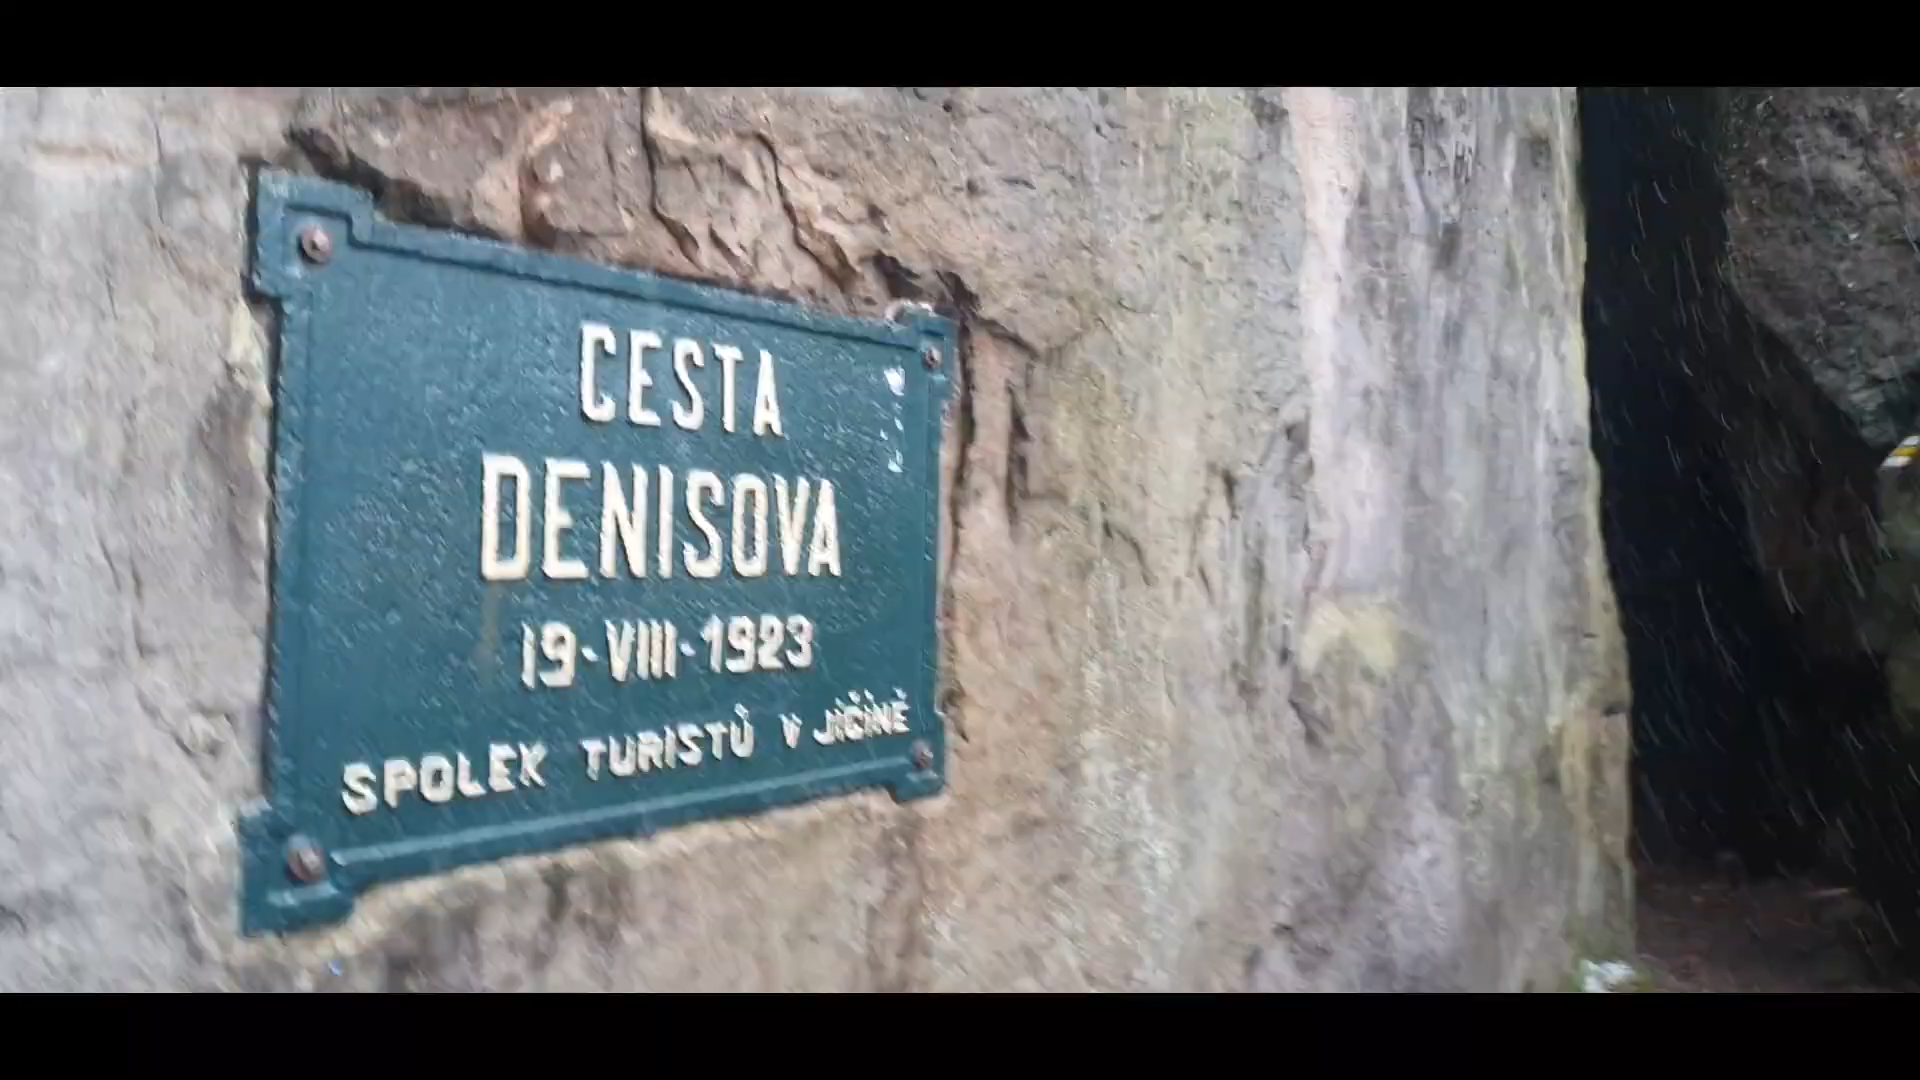 CESTA
DENISOVA
19·VIII·1923
SPOLEK TURISTŮ V JIČÍNĚ